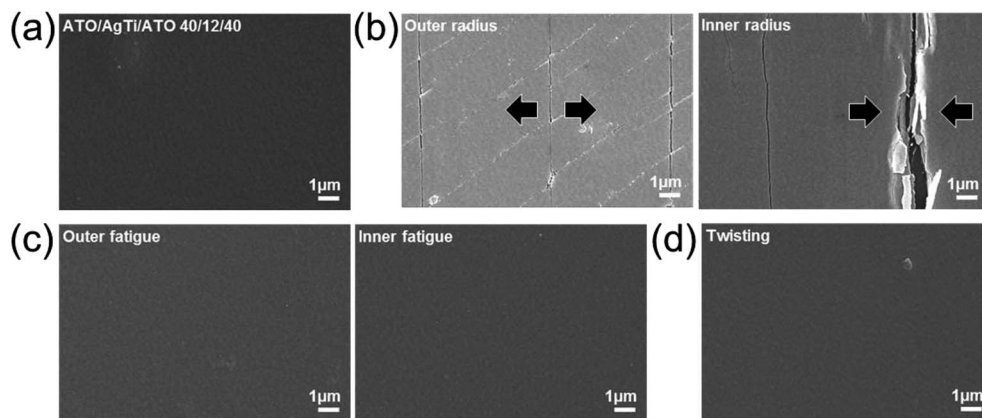 (a)
ATO/AgTi/ATO 40/12/40
1μm
(b)
Outer radius
1μm
Inner radius
1μm
(c)
Outer fatigue
1μm
Inner fatigue
1μm
(d)
Twisting
1μm